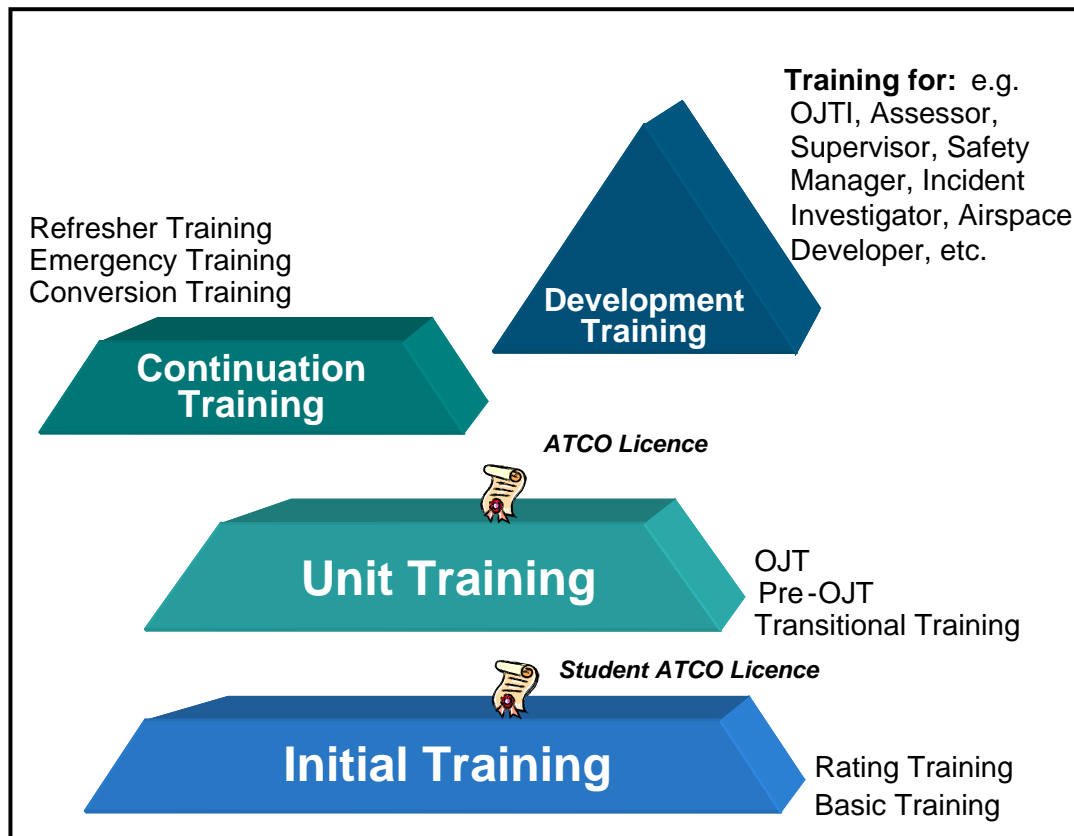 Training for: e.g.
OJTI, Assessor,
Supervisor, Safety
Manager, Incident
Investigator, Airspace
Developer, etc.
Refresher Training
Emergency Training
Conversion Training
Development
Training
Continuation
Training
ATCO Licence
Unit Training
OJT
Pre-OJT
Transitional Training
Student ATCO Licence
Initial Training
Rating Training
Basic Training